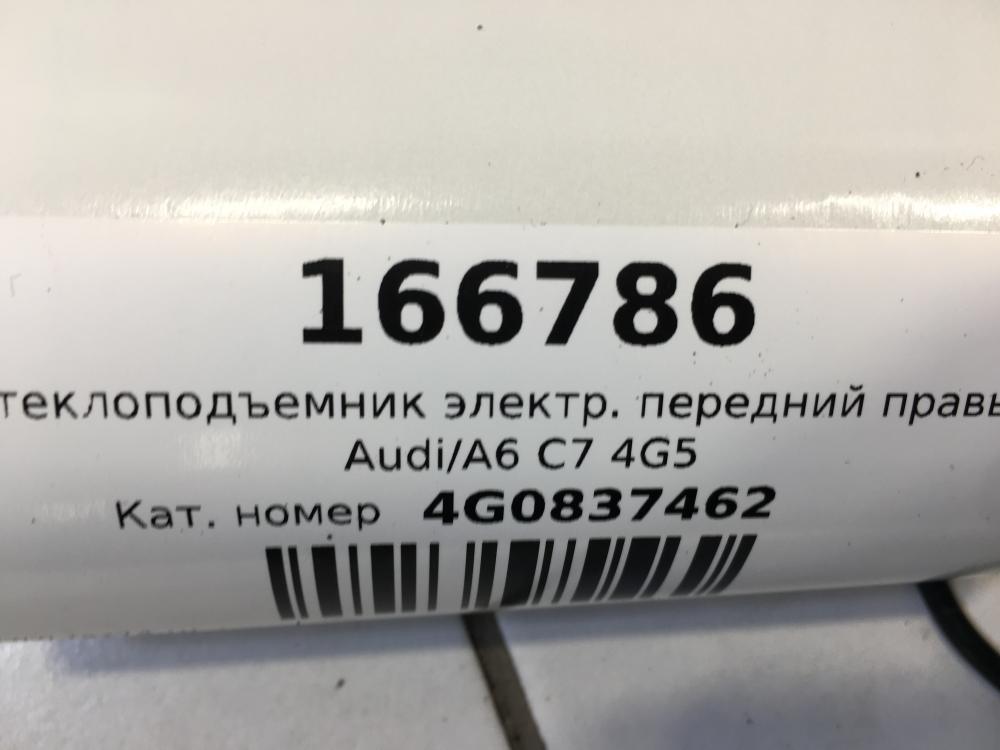 166786
теклоподъемник электр. передний правы
Audi/A6 C7 4G5
Кат. номер 4G0837462